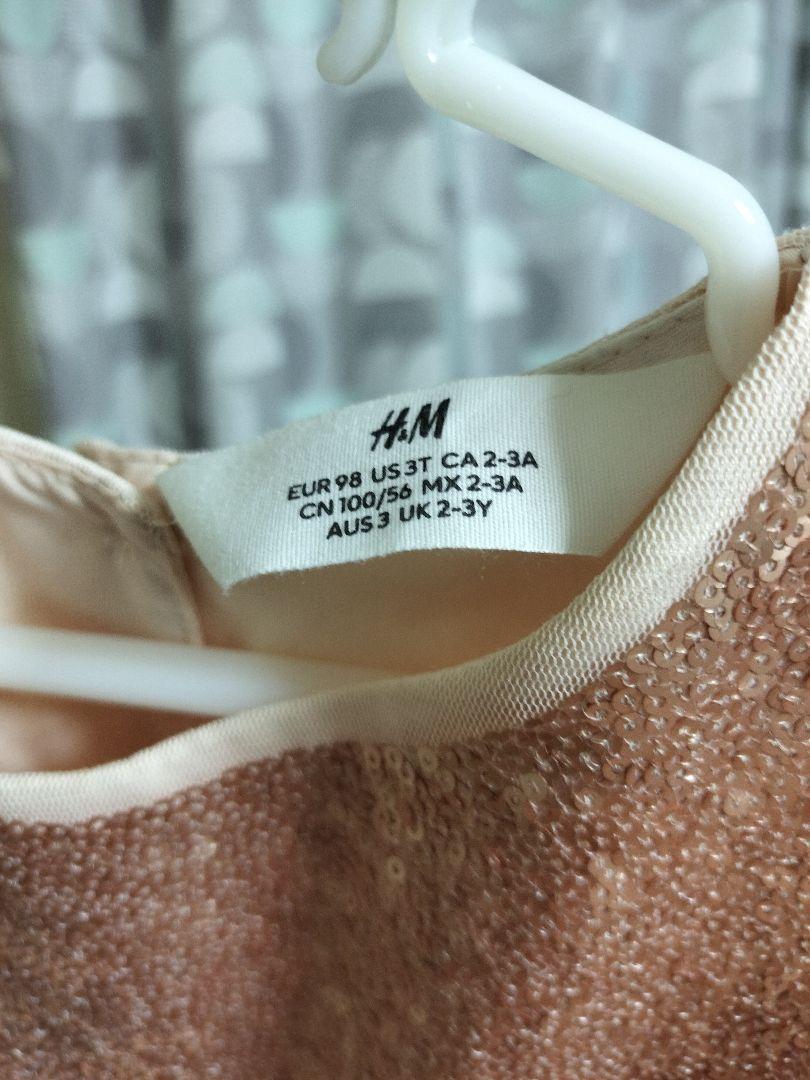 H&M
EUR 98 US 3T CA 2-3A
CN 100/56 MX 2-3A
AUS 3 UK 2-3Y